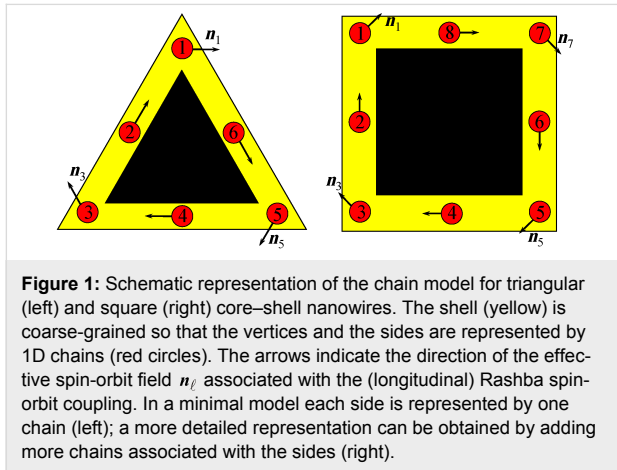 1 n1
2
6
n3
3
4
5
n5
1 n1
8
7
n7
2
6
n3
3
4
5
n5
Figure 1: Schematic representation of the chain model for triangular
(left) and square (right) core–shell nanowires. The shell (yellow) is
coarse-grained so that the vertices and the sides are represented by
1D chains (red circles). The arrows indicate the direction of the effec-
tive spin-orbit field nℓ associated with the (longitudinal) Rashba spin-
orbit coupling. In a minimal model each side is represented by one
chain (left); a more detailed representation can be obtained by adding
more chains associated with the sides (right).